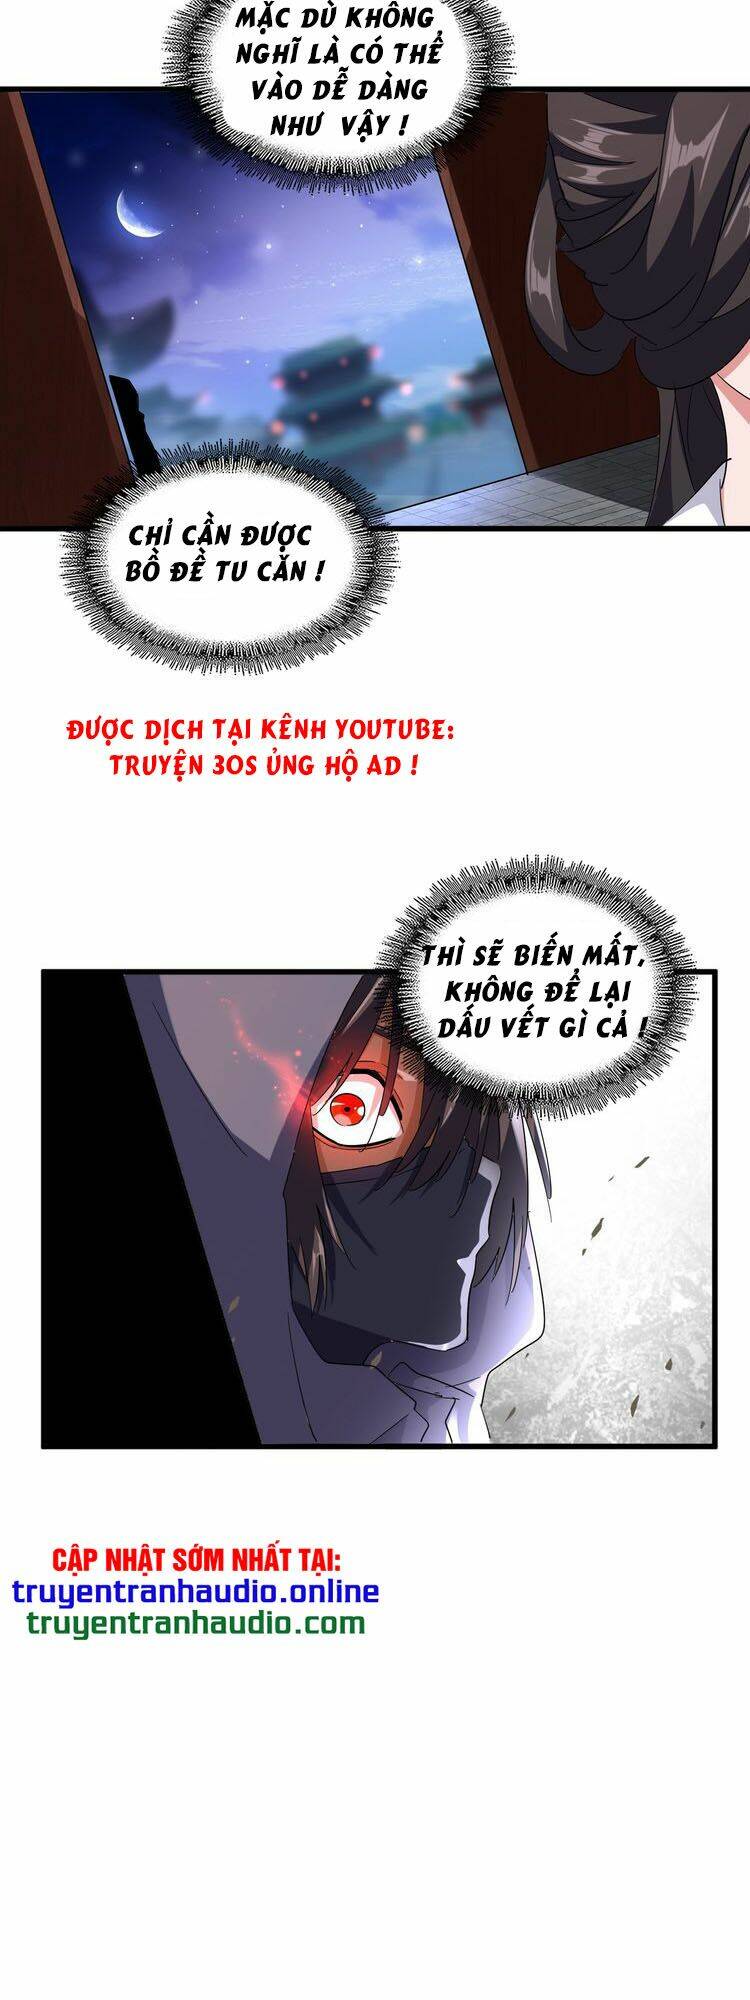 MẶC DÙ KHÔNG
NGHĨ LÀ CÓ THỂ
VÀO DỄ DÀNG
NHƯ VẬY !
CHỈ CẦN ĐƯỢC
BỒ ĐỀ TU CĂN !
ĐƯỢC DỊCH TẠI KÊNH YOUTUBE:
TRUYỆN 3OS ỦNG HỘ AD !
THÌ SẼ BIẾN MẤT,
KHÔNG ĐỂ LẠI
DẤU VẾT GÌ CẢ !
CẬP NHẬT SỚM NHẤT TẠI:
truyentranhaudio.online
truyentranhaudio.com